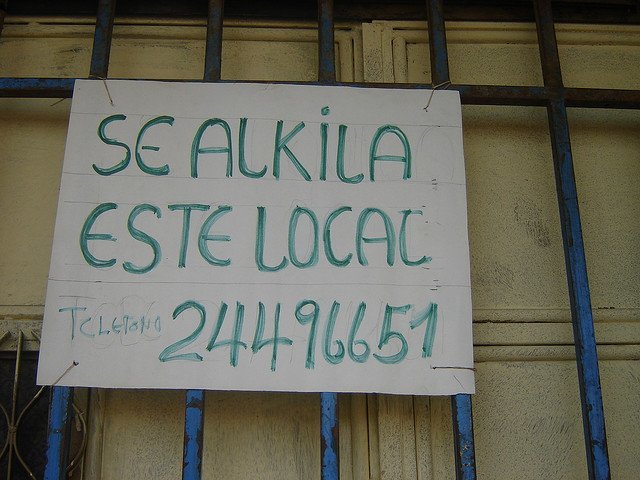 SE ALKiLA
ESTE LOCAL
TELEfONO 24496651